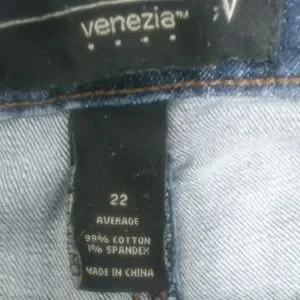 venezia™ V
22
AVERAGE
99% COTTON
1% SPANDEX
MADE IN CHINA